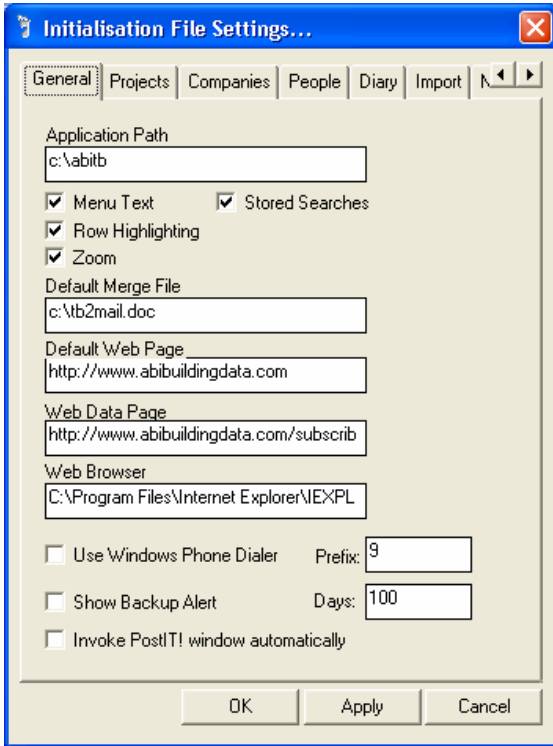 Initialisation File Settings...
General Projects Companies People Diary Import
Application Path
c:\abitb
Menu Text Stored Searches
Row Highlighting
Zoom
Default Merge File
c:\tb2mail.doc
Default Web Page
http://www.abibuildingdata.com
Web Data Page
http://www.abibuildingdata.com/subscrib
Web Browser
C:\Program Files\Internet Explorer\IEXPL
Use Windows Phone Dialer Prefix: 9
Show Backup Alert Days: 100
Invoke PostIT! window automatically
OK Apply Cancel